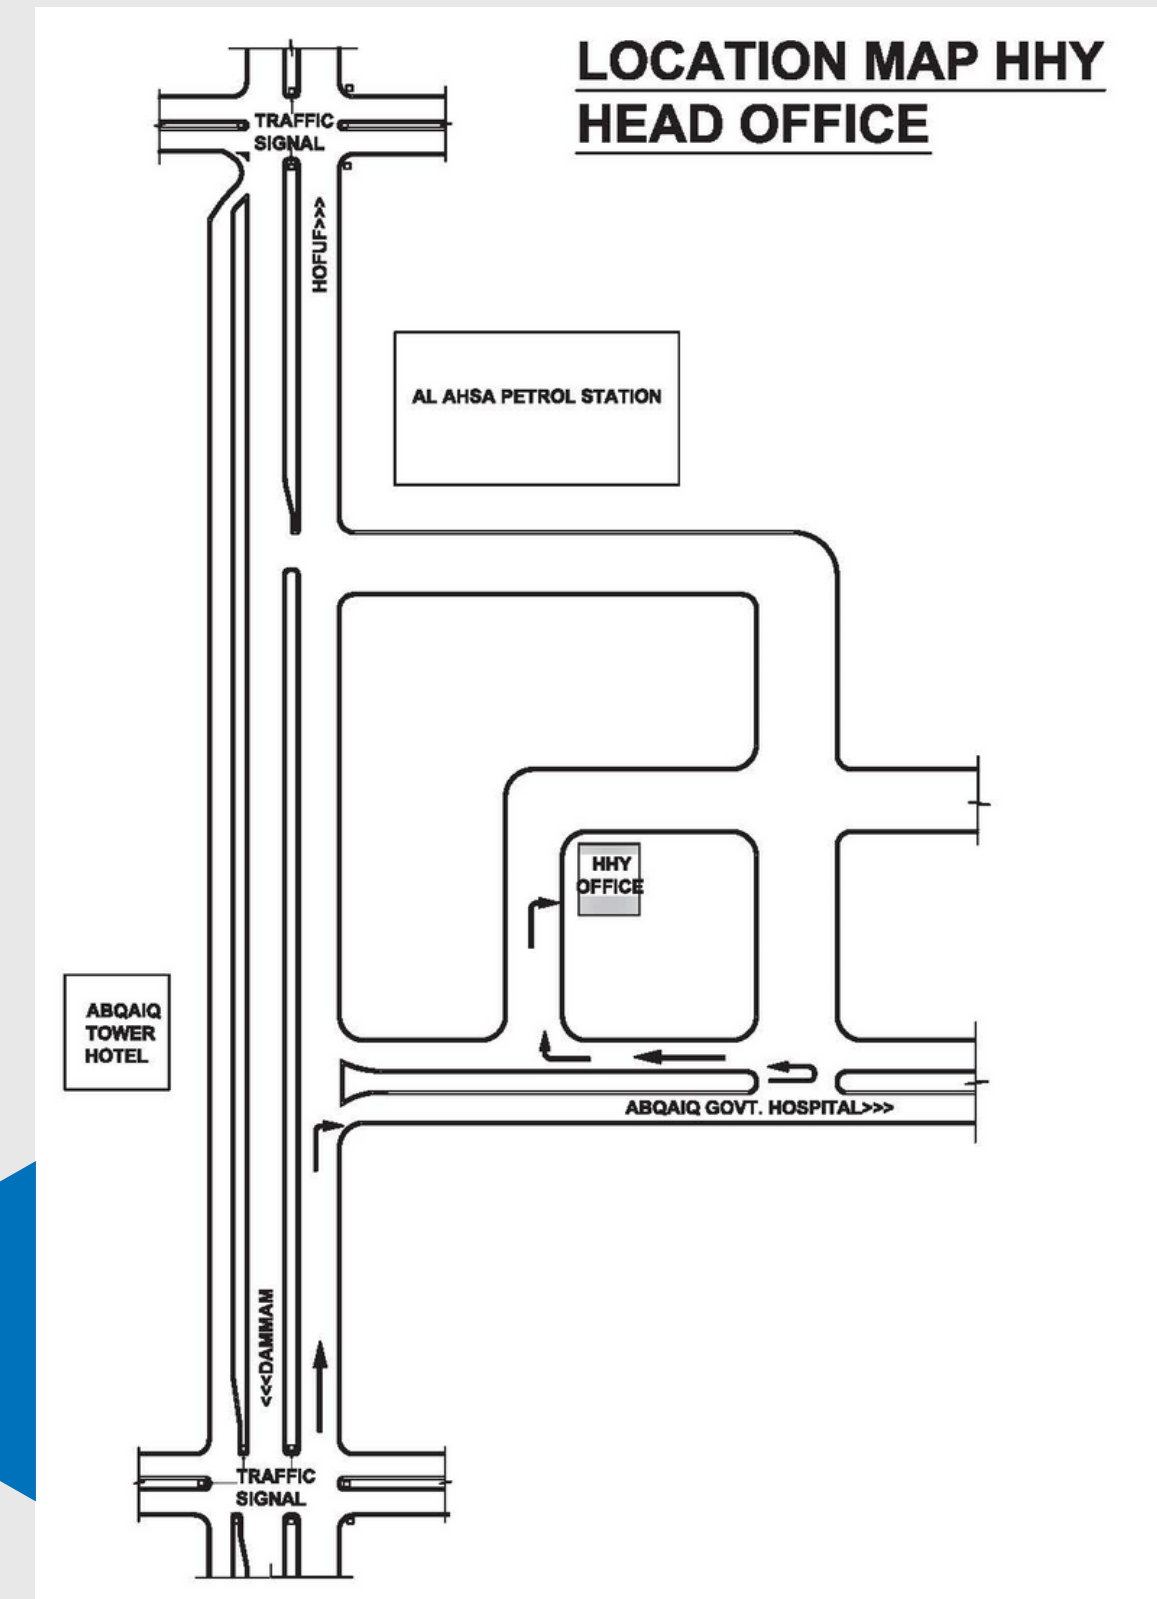 LOCATION MAP HHY
HEAD OFFICE
TRAFFIC
SIGNAL
HOFUF>>>
AL AHSA PETROL STATION
HHY
OFFICE
ABQAIQ
TOWER
HOTEL
ABQAIQ GOVT. HOSPITAL>>>
<<<DAMMAM
TRAFFIC
SIGNAL